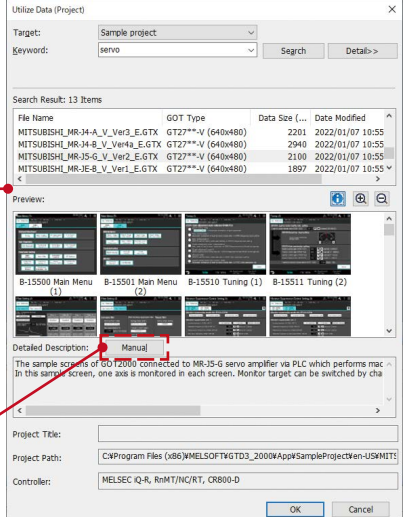 Utilize Data (Project)
Target: Sample project
Keyword: servo Search Detail>>
Search Result: 13 Items
File Name GOT Type Data Size (... Date Modified
MITSUBISHI_MR-J4-A_V_Ver3_E.GTX GT27**-V (640x480) 2201 2022/01/07 10:55
MITSUBISHI_MR-J4-B_V_Ver4a_E.GTX GT27**-V (640x480) 2940 2022/01/07 10:55
MITSUBISHI_MR-J5-G_V_Ver2_E.GTX GT27**-V (640x480) 2100 2022/01/07 10:55
MITSUBISHI_MR-JE-B_V_Ver1_E.GTX GT27**-V (640x480) 1897 2022/01/07 10:55
Preview:
B-15500 Main Menu (1) B-15501 Main Menu (2) B-15510 Tuning (1) B-15511 Tuning (2)
Detailed Description: Manual
The sample screens of GOT2000 connected to MR-J5-G servo amplifier via PLC which performs mac
In this sample screen, one axis is monitored in each screen. Monitor target can be switched by cha
Project Title:
Project Path: C:¥Program Files (x86)¥MELSOFT¥GTD3_2000¥App¥SampleProject¥en-US¥MITS
Controller: MELSEC iQ-R, RnMT/NC/RT, CR800-D
OK Cancel